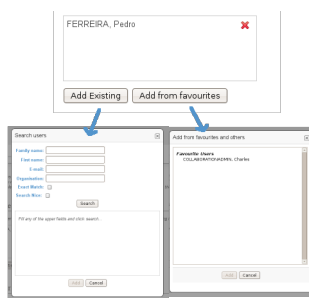 FERREIRA, Pedro
Add Existing
Add from favourites
Search users
Family name:
First name:
E-mail:
Organisation:
Exact Match:
Search Nice:
Search
Fill any of the upper fields and click search
Add
Cancel
Add from favourites and others
Favourite Users
COLLABORATIONADMIN, Charles
Add
Cancel